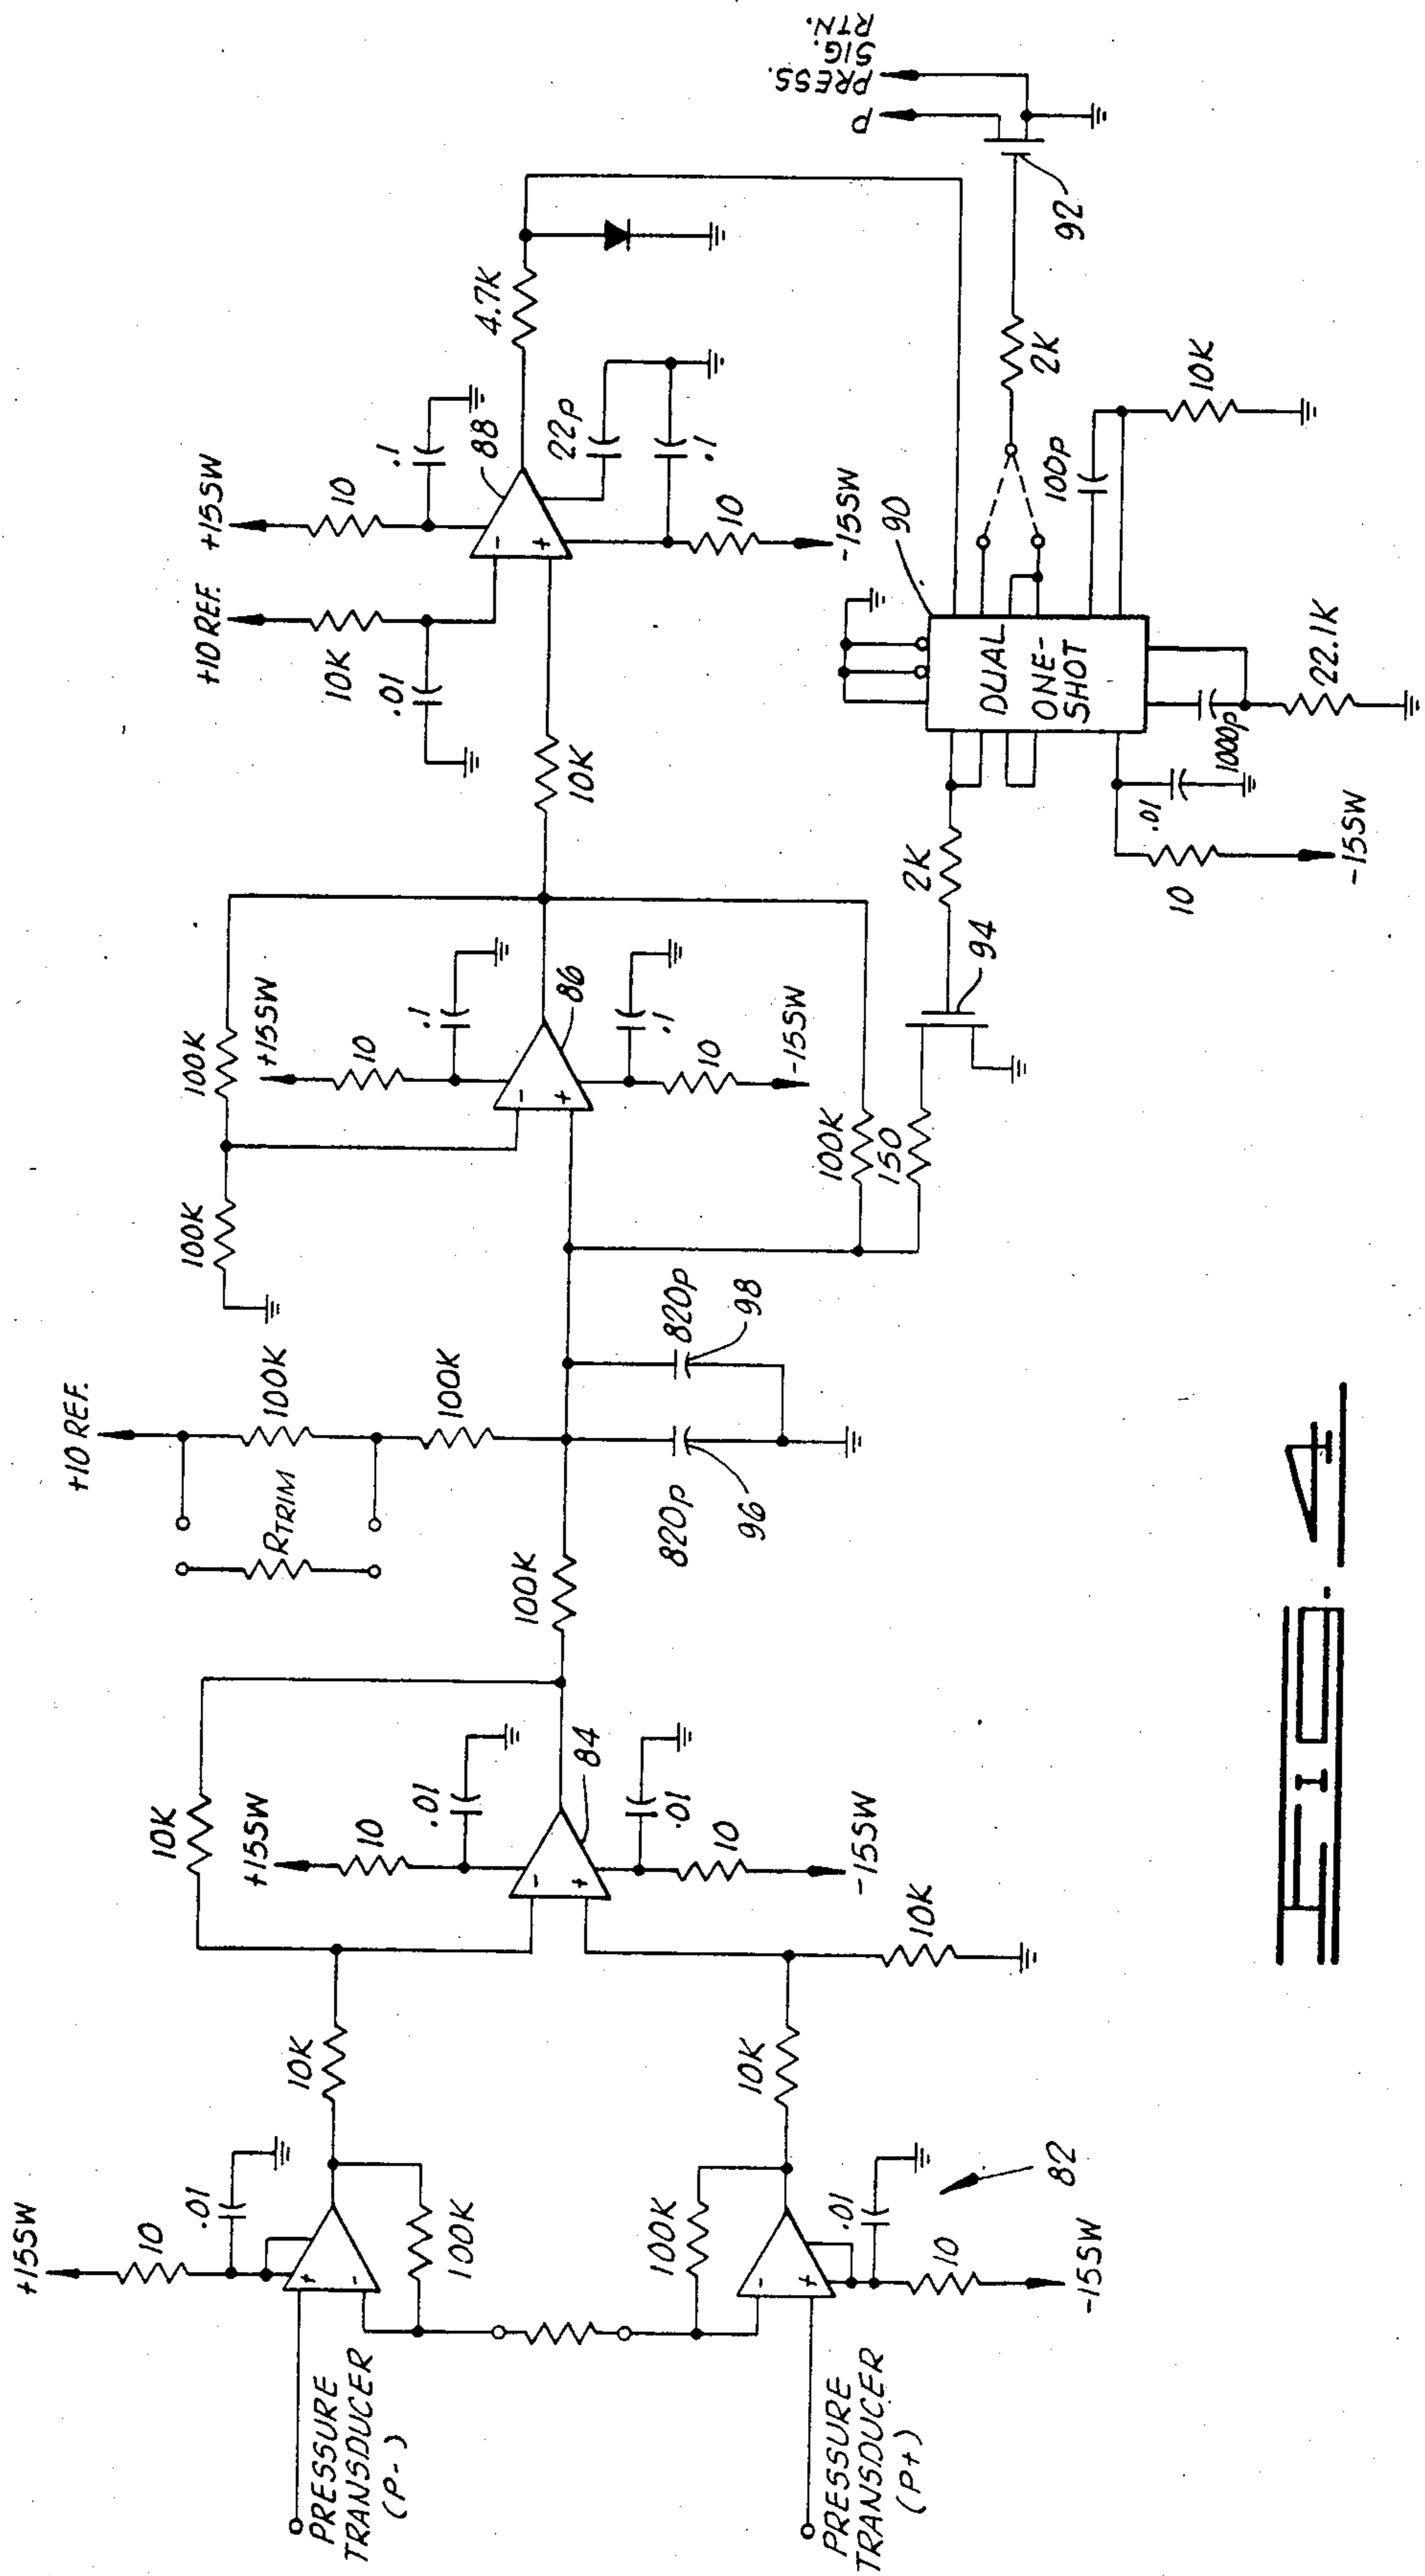 PRESSURE
TRANSDUCER
(P-)
+15SW
10
.01
100K
10K
PRESSURE
TRANSDUCER
(P+)
100K
.01
10
-15SW
82
10K
10K
10K
+15SW
10
.01
-
+
84
.01
10
-15SW
100K
+10 REF.
RTRIM
100K
100K
820p
96
820p
98
100K
100K
+15SW
10
.1
-
+
86
.1
10
-15SW
100K
150
94
2K
10K
+10 REF.
10K
.01
+15SW
10
.1
-
+
88
22p
.1
10
-15SW
4.7K
90
DUAL
ONE-
SHOT
10
.01
-15SW
1000p
22.1K
100p
10K
2K
92
P
PRESS.
SIG.
RTN.
+
-
-
+
FIG. 4